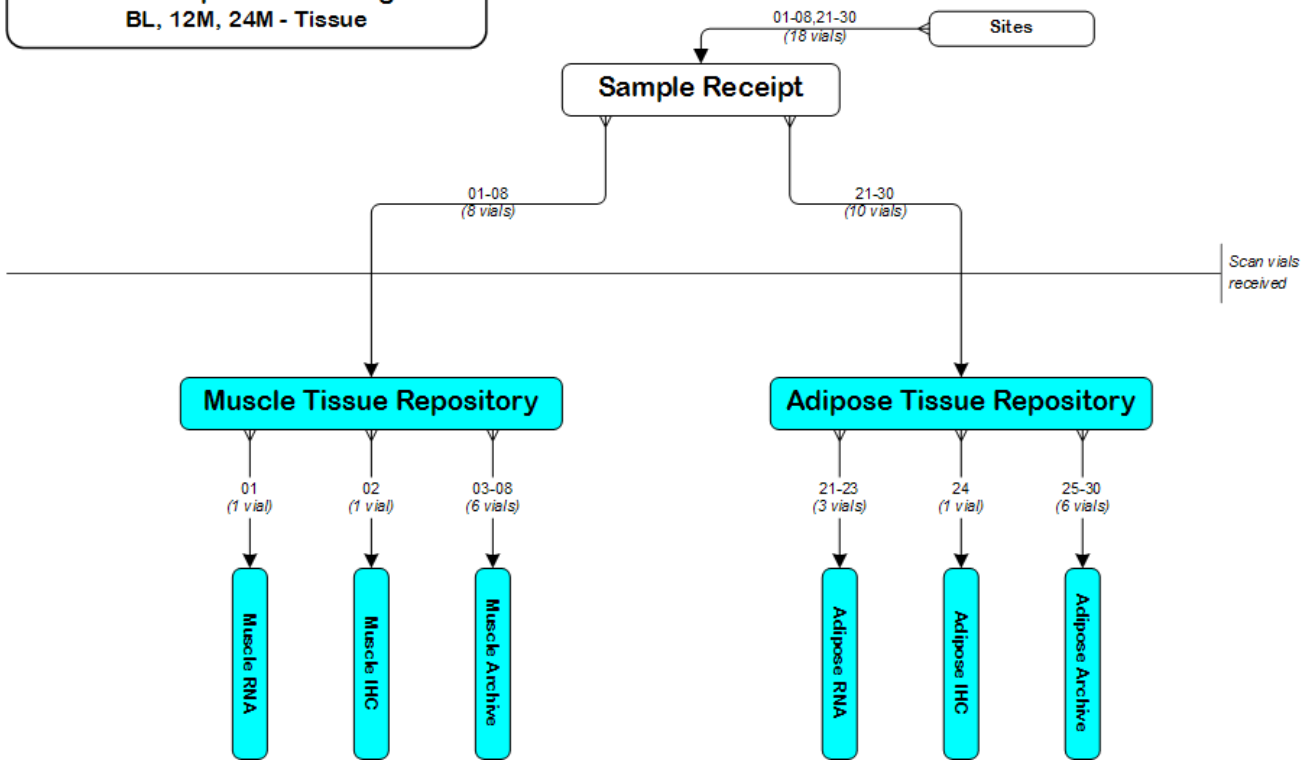 BL, 12M, 24M - Tissue
01-08,21-30
(18 vials)
Sites
Sample Receipt
01-08
(8 vials)
21-30
(10 vials)
Scan vials
received
Muscle Tissue Repository
Adipose Tissue Repository
01
(1 vial)
02
(1 vial)
03-08
(6 vials)
21-23
(3 vials)
24
(1 vial)
25-30
(6 vials)
Muscle RNA
Muscle IHC
Muscle Archive
Adipose RNA
Adipose IHC
Adipose Archive